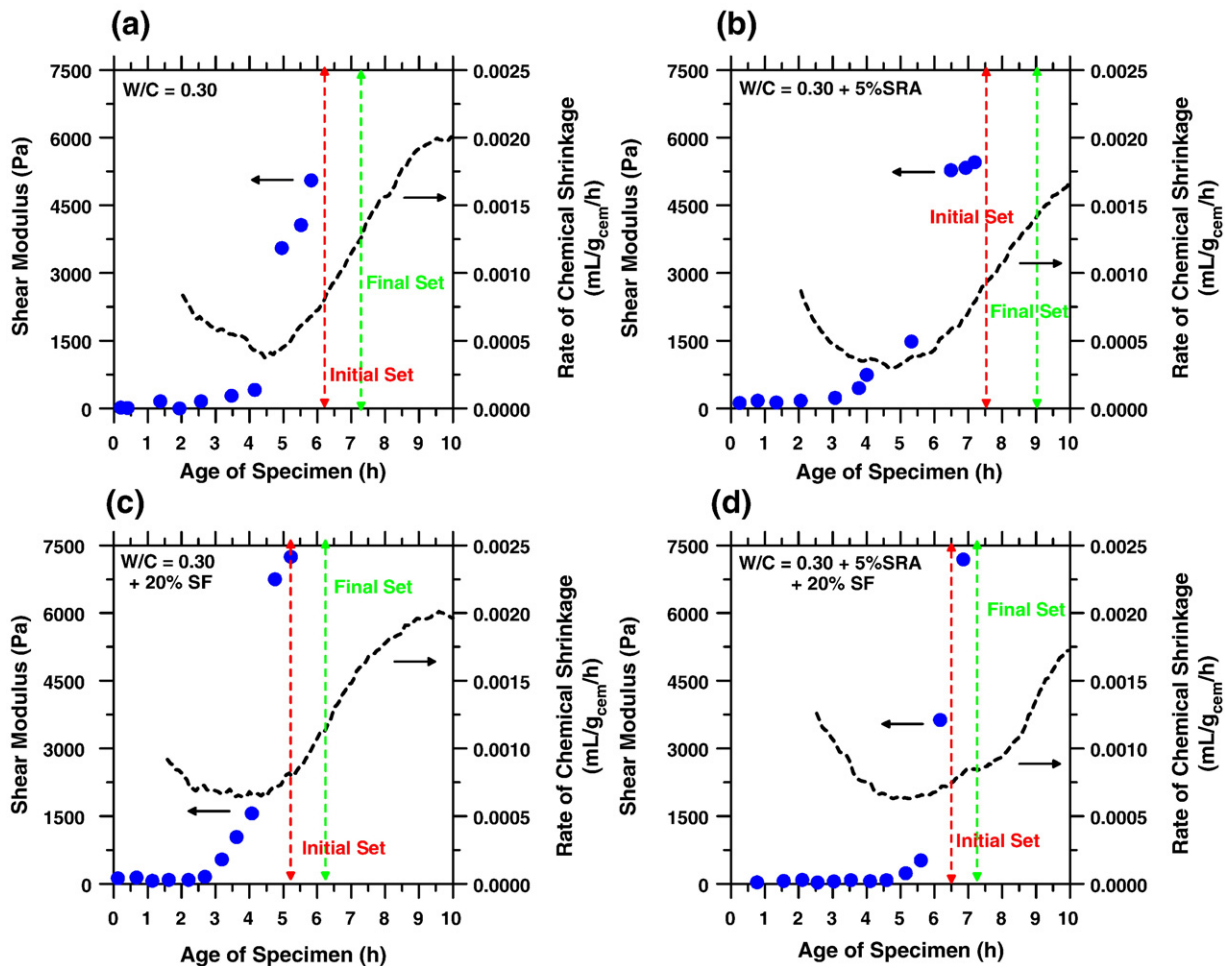 (a)
W/C = 0.30
Shear Modulus (Pa)
7500
6000
4500
3000
1500
0
Initial Set
Final Set
0.0025
0.0020
0.0015
0.0010
0.0005
0.0000
Rate of Chemical Shrinkage
(mL/gcem/h)
0 1 2 3 4 5 6 7 8 9 10
Age of Specimen (h)
(b)
W/C = 0.30 + 5%SRA
Shear Modulus (Pa)
7500
6000
4500
3000
1500
0
Initial Set
Final Set
0.0025
0.0020
0.0015
0.0010
0.0005
0.0000
Rate of Chemical Shrinkage
(mL/gcem/h)
0 1 2 3 4 5 6 7 8 9 10
Age of Specimen (h)
(c)
W/C = 0.30
+ 20% SF
Shear Modulus (Pa)
7500
6000
4500
3000
1500
0
Final Set
Initial Set
0.0025
0.0020
0.0015
0.0010
0.0005
0.0000
Rate of Chemical Shrinkage
(mL/gcem/h)
0 1 2 3 4 5 6 7 8 9 10
Age of Specimen (h)
(d)
W/C = 0.30 + 5%SRA
+ 20% SF
Shear Modulus (Pa)
7500
6000
4500
3000
1500
0
Final Set
Initial Set
0.0025
0.0020
0.0015
0.0010
0.0005
0.0000
Rate of Chemical Shrinkage
(mL/gcem/h)
0 1 2 3 4 5 6 7 8 9 10
Age of Specimen (h)